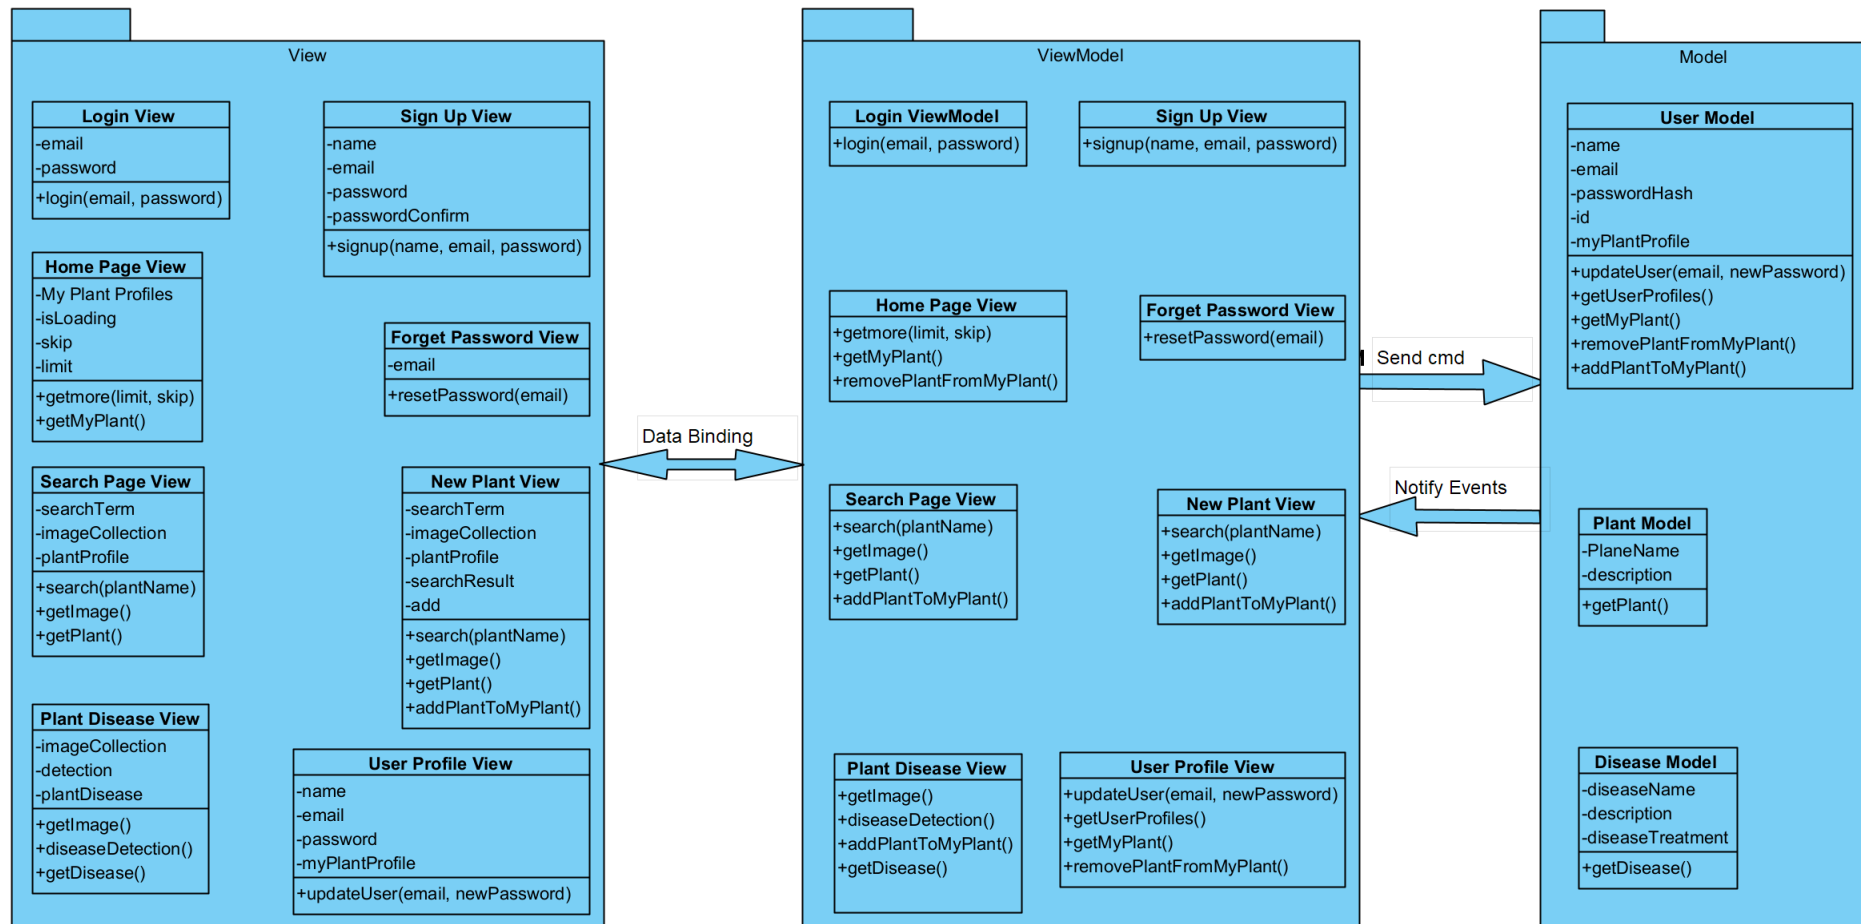 View
Login View
-email
-password
+login(email, password)
Sign Up View
-name
-email
-password
-passwordConfirm
+signup(name, email, password)
Home Page View
-My Plant Profiles
-isLoading
-skip
-limit
+getmore(limit, skip)
+getMyPlant()
Forget Password View
-email
+resetPassword(email)
Search Page View
-searchTerm
-imageCollection
-plantProfile
+search(plantName)
+getImage()
+getPlant()
New Plant View
-searchTerm
-imageCollection
-plantProfile
-searchResult
-add
+search(plantName)
+getImage()
+getPlant()
+addPlantToMyPlant()
Plant Disease View
-imageCollection
-detection
-plantDisease
+getImage()
+diseaseDetection()
+getDisease()
User Profile View
-name
-email
-password
-myPlantProfile
+updateUser(email, newPassword)
Data Binding
ViewModel
Login ViewModel
+login(email, password)
Sign Up View
+signup(name, email, password)
Home Page View
+getmore(limit, skip)
+getMyPlant()
+removePlantFromMyPlant()
Forget Password View
+resetPassword(email)
Search Page View
+search(plantName)
+getImage()
+getPlant()
+addPlantToMyPlant()
New Plant View
+search(plantName)
+getImage()
+getPlant()
+addPlantToMyPlant()
Plant Disease View
+getImage()
+diseaseDetection()
+addPlantToMyPlant()
+getDisease()
User Profile View
+updateUser(email, newPassword)
+getUserProfiles()
+getMyPlant()
+removePlantFromMyPlant()
Send cmd
Notify Events
Model
User Model
-name
-email
-passwordHash
-id
-myPlantProfile
+updateUser(email, newPassword)
+getUserProfiles()
+getMyPlant()
+removePlantFromMyPlant()
+addPlantToMyPlant()
Plant Model
-PlaneName
-description
+getPlant()
Disease Model
-diseaseName
-description
-diseaseTreatment
+getDisease()